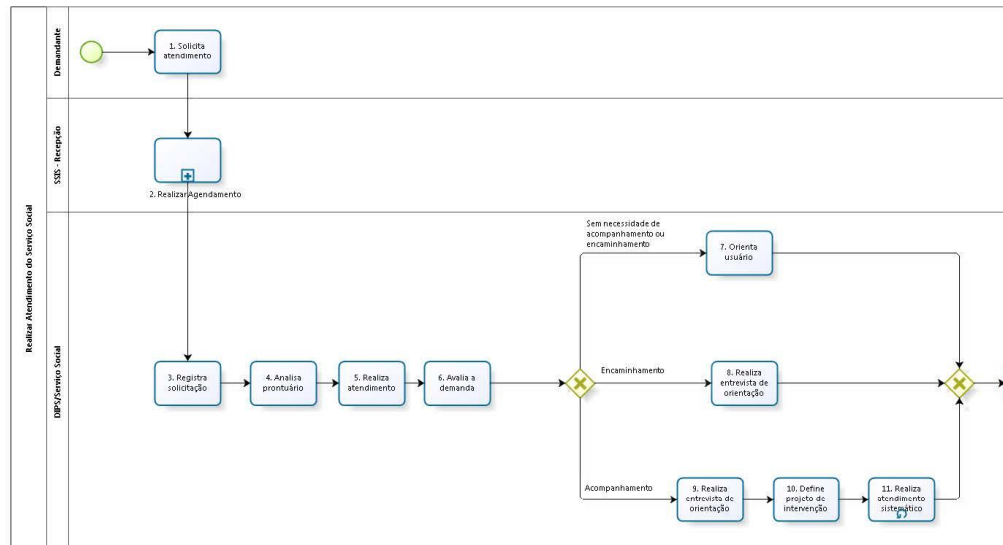 Realizar Atendimento do Serviço Social
Demandante
1. Solicita
atendimento
SSIS - Recepção
2. Realizar Agendamento
DIPS/Serviço Social
3. Registra
solicitação
4. Analisa
prontuário
5. Realiza
atendimento
6. Avalia a
demanda
Sem necessidade de
acompanhamento ou
encaminhamento
7. Orienta
usuário
Encaminhamento
8. Realiza
entrevista de
orientação
Acompanhamento
9. Realiza
entrevista de
orientação
10. Define
projeto de
intervenção
11. Realiza
atendimento
sistemático